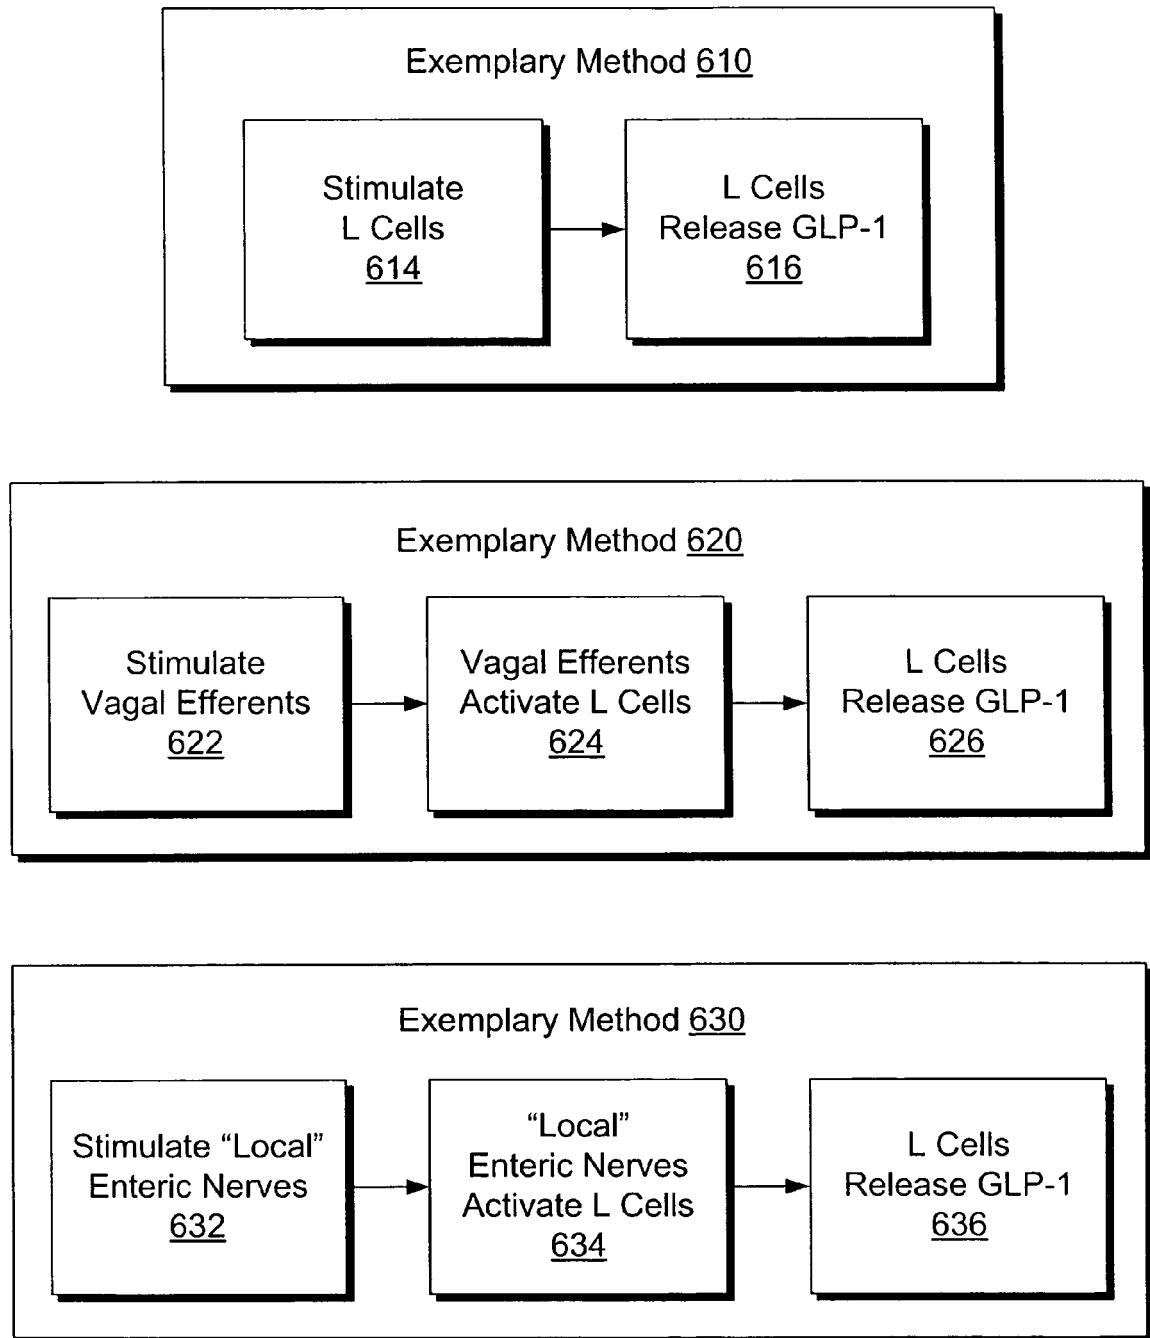 Exemplary Method 610
Stimulate
L Cells
614
L Cells
Release GLP-1
616
Exemplary Method 620
Stimulate
Vagal Efferents
622
Vagal Efferents
Activate L Cells
624
L Cells
Release GLP-1
626
Exemplary Method 630
Stimulate “Local”
Enteric Nerves
632
“Local”
Enteric Nerves
Activate L Cells
634
L Cells
Release GLP-1
636